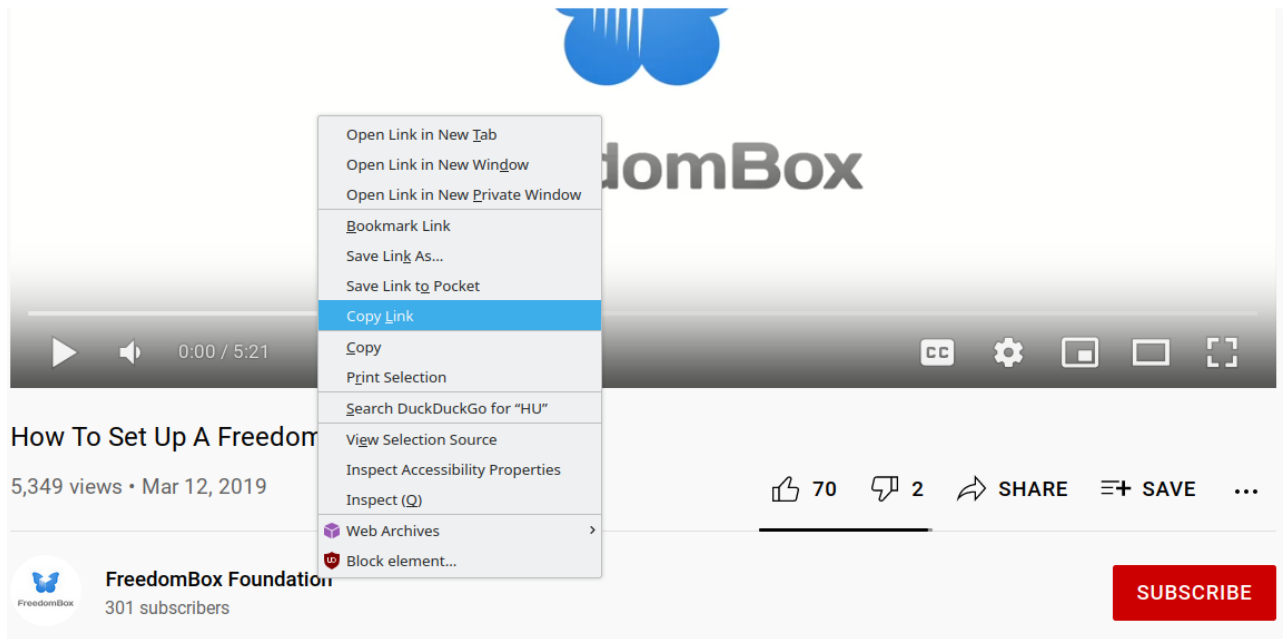 domBox
Open Link in New Tab
Open Link in New Window
Open Link in New Private Window
Bookmark Link
Save Link As...
Save Link to Pocket
Copy Link
Copy
Print Selection
Search DuckDuckGo for “HU”
View Selection Source
Inspect Accessibility Properties
Inspect (Q)
Web Archives
Block element...
0:00 / 5:21
CC
How To Set Up A Freedom
5,349 views • Mar 12, 2019
70
2
SHARE
SAVE
...
FreedomBox
FreedomBox Foundation
301 subscribers
SUBSCRIBE